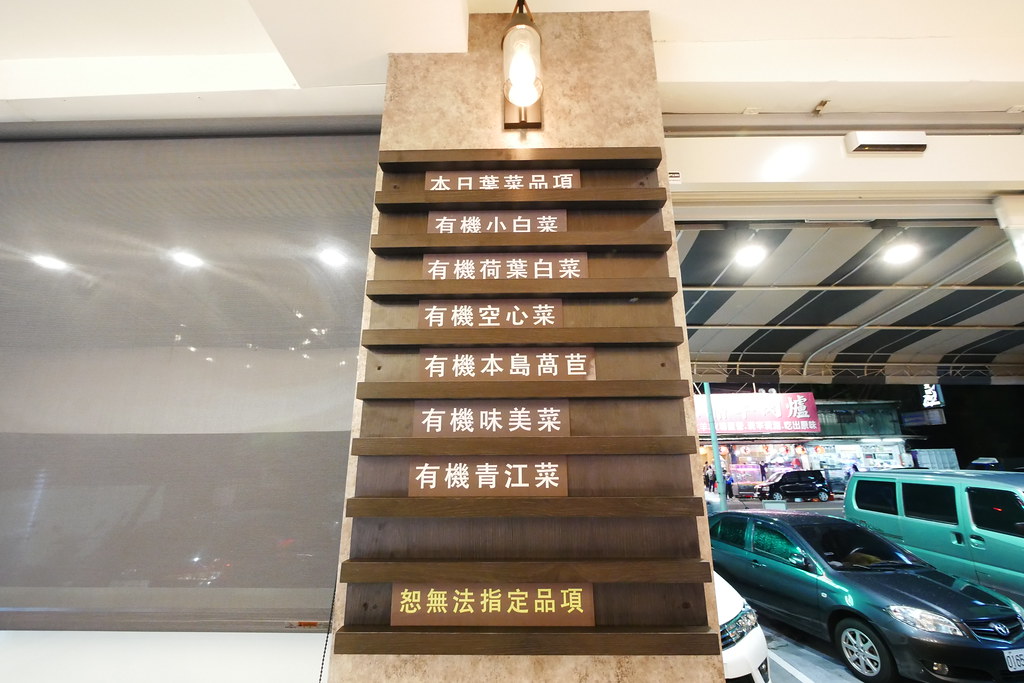 本日葉菜品項
有機小白菜
有機荷葉白菜
有機空心菜
有機本島萵苣
有機味美菜
有機青江菜
恕無法指定品項